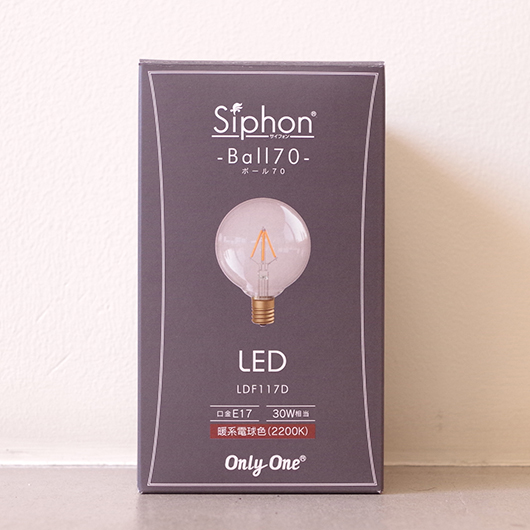 Siphon®
サイフォン
-Ball70-
ボール70
LED
LDF117D
口金E17 30W相当
暖系電球色(2200K)
Only One®